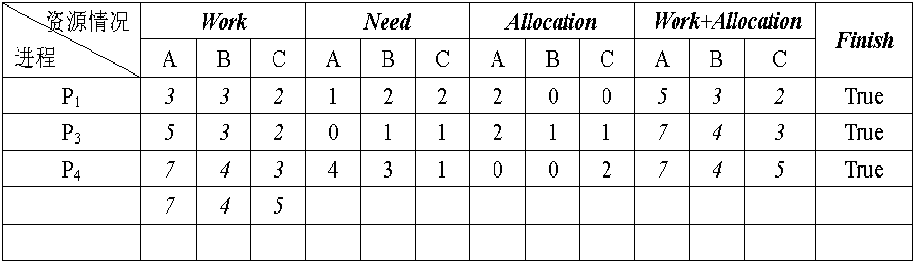 资源情况 Work Need Allocation Work+Allocation Finish
进程 A B C A B C A B C A B C
P1 3 3 2 1 2 2 2 0 0 5 3 2 True
P3 5 3 2 0 1 1 2 1 1 7 4 3 True
P4 7 4 3 4 3 1 0 0 2 7 4 5 True
7 4 5